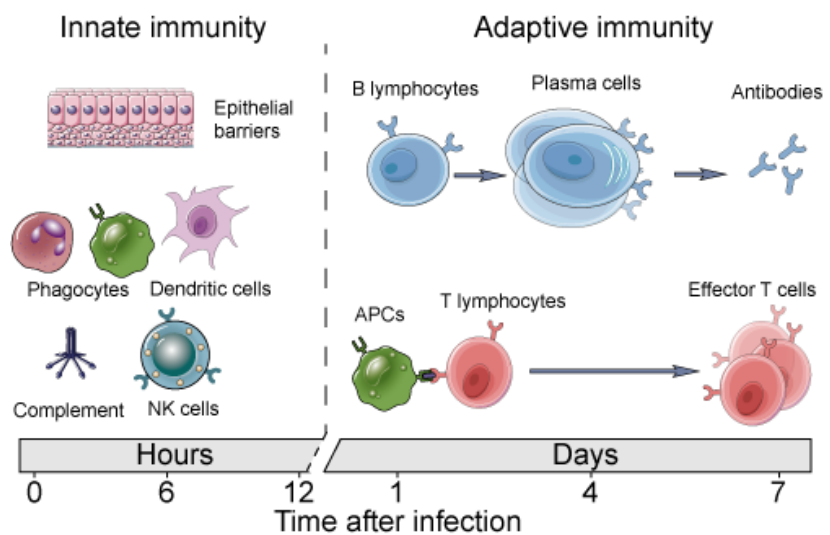 Innate immunity
Adaptive immunity
Epithelial
barriers
B lymphocytes
Plasma cells
Antibodies
Phagocytes
Dendritic cells
APCs
T lymphocytes
Effector T cells
Complement
NK cells
Hours
Days
0
6
12
1
4
7
Time after infection